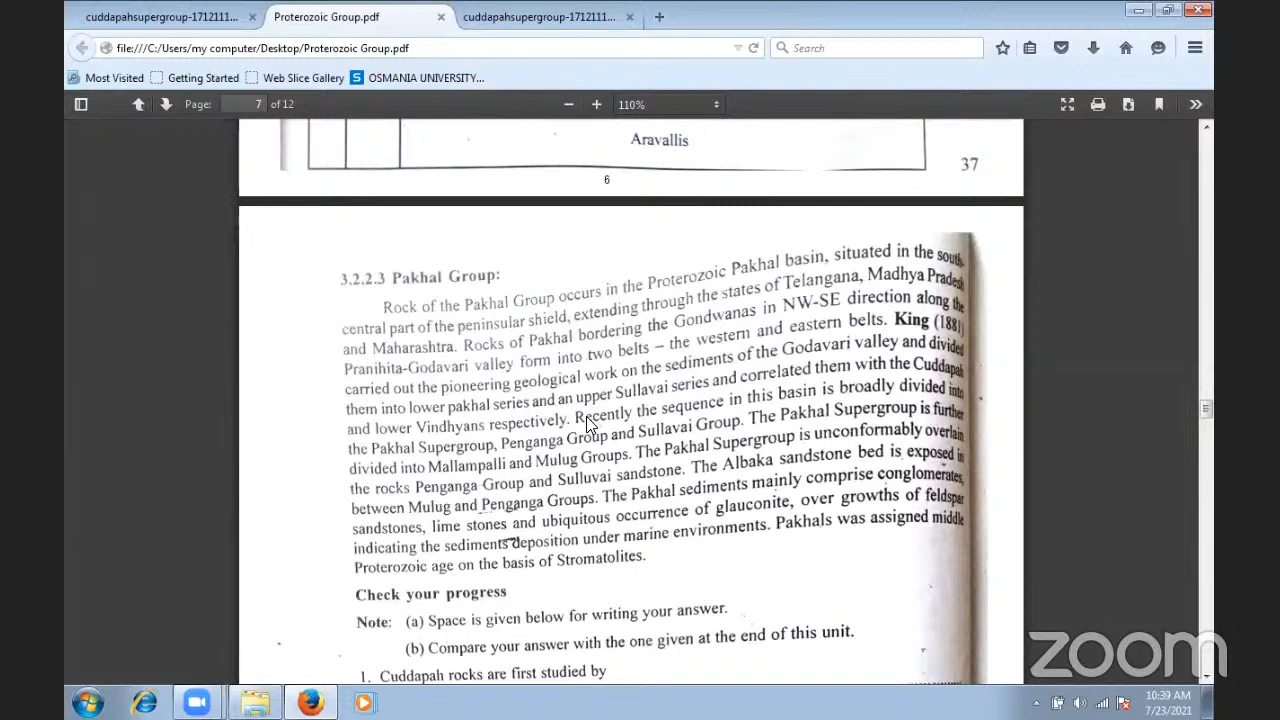 cuddapahsupergroup-1712111...
Proterozoic Group.pdf
cuddapahsupergroup-1712111...
file:///C:/Users/my computer/Desktop/Proterozoic Group.pdf
Search
Most Visited Getting Started Web Slice Gallery OSMANIA UNIVERSITY...
Page: 7 of 12
110%
Aravallis
37
6
3.2.2.3 Pakhal Group:
Rock of the Pakhal Group occurs in the Proterozoic Pakhal basin, situated in the south
central part of the peninsular shield, extending through the states of Telangana, Madhya Pradesh
and Maharashtra. Rocks of Pakhal bordering the Gondwanas in NW-SE direction along the
Pranihita-Godavari valley form into two belts – the western and eastern belts. King (1881)
carried out the pioneering geological work on the sediments of the Godavari valley and divided
them into lower pakhal series and an upper Sullavai series and correlated them with the Cuddapah
and lower Vindhyans respectively. Recently the sequence in this basin is broadly divided into
the Pakhal Supergroup, Penganga Group and Sullavai Group. The Pakhal Supergroup is further
divided into Mallampalli and Mulug Groups. The Pakhal Supergroup is unconformably overlain
the rocks Penganga Group and Sulluvai sandstone. The Albaka sandstone bed is exposed in
between Mulug and Penganga Groups. The Pakhal sediments mainly comprise conglomerates,
sandstones, lime stones and ubiquitous occurrence of glauconite, over growths of feldspar
indicating the sediments deposition under marine environments. Pakhals was assigned middle
Proterozoic age on the basis of Stromatolites.
Check your progress
Note: (a) Space is given below for writing your answer.
(b) Compare your answer with the one given at the end of this unit.
1. Cuddapah rocks are first studied by
zoom
10:39 AM
7/23/2021